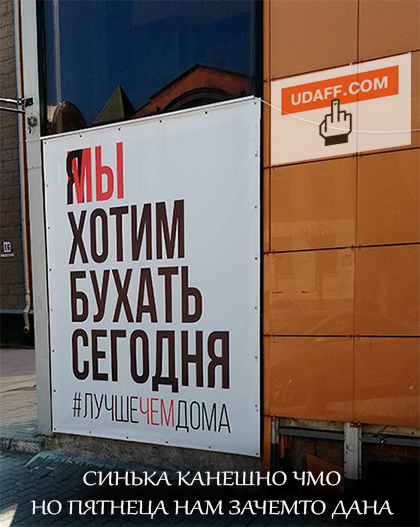 UDAFF.COM
ЯМЫ
ХОТИМ
БУХАТЬ
СЕГОДНЯ
#ЛУЧШЕЧЕМДОМА
СИНЬКА КАНЕШНО ЧМО
НО ПЯТНЕЦА НАМ ЗАЧЕМТО ДАНА